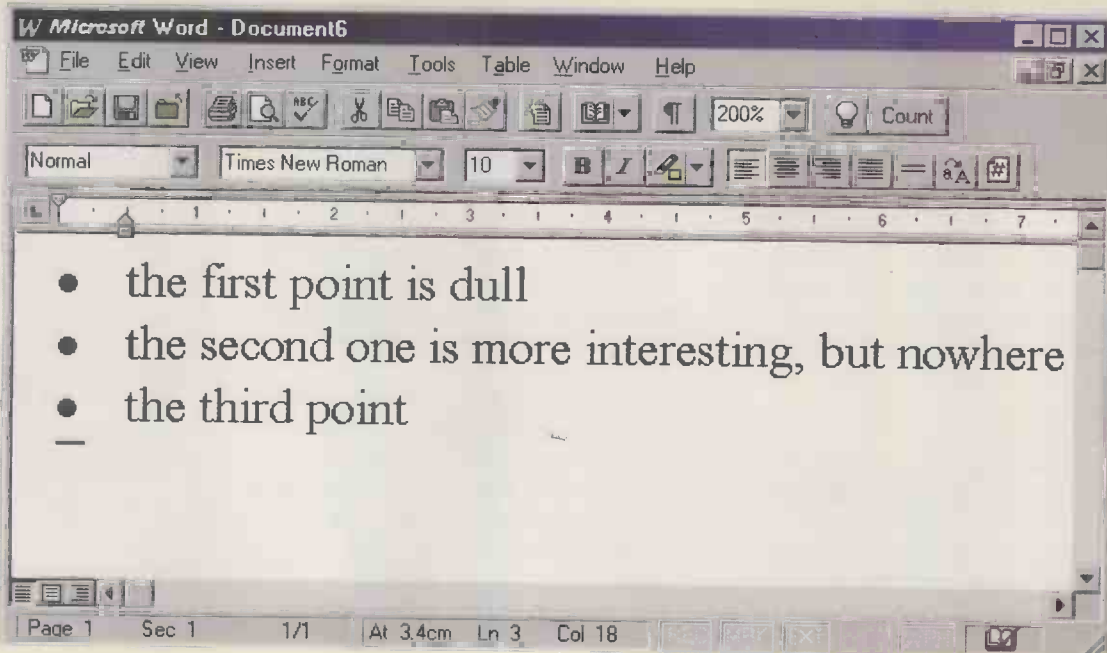 W Microsoft Word - Document6
File Edit View Insert Format Tools Table Window Help
ABC 200% Count
Normal Times New Roman 10 B I
1 2 3 4 5 6 7
• the first point is dull
• the second one is more interesting, but nowhere
• the third point
Page 1 Sec 1 1/1 At 3.4cm Ln 3 Col 18